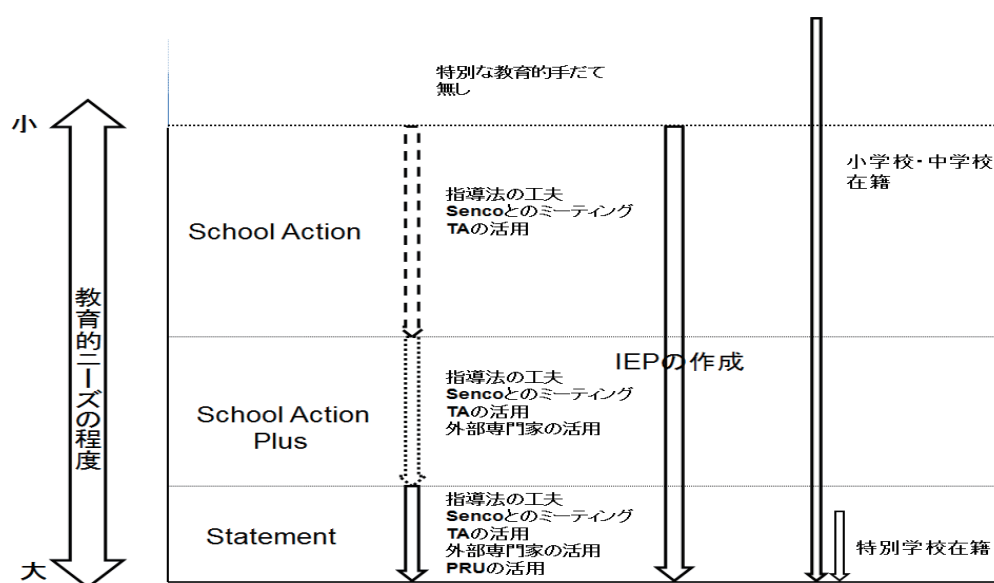 特別な教育的手だて
無し
小
小学校・中学校
在籍
School Action
指導法の工夫
Sencoとのミーティング
TAの活用
教育的ニーズの程度
IEPの作成
School Action
Plus
指導法の工夫
Sencoとのミーティング
TAの活用
外部専門家の活用
Statement
指導法の工夫
Sencoとのミーティング
TAの活用
外部専門家の活用
PRUの活用
特別学校在籍
大